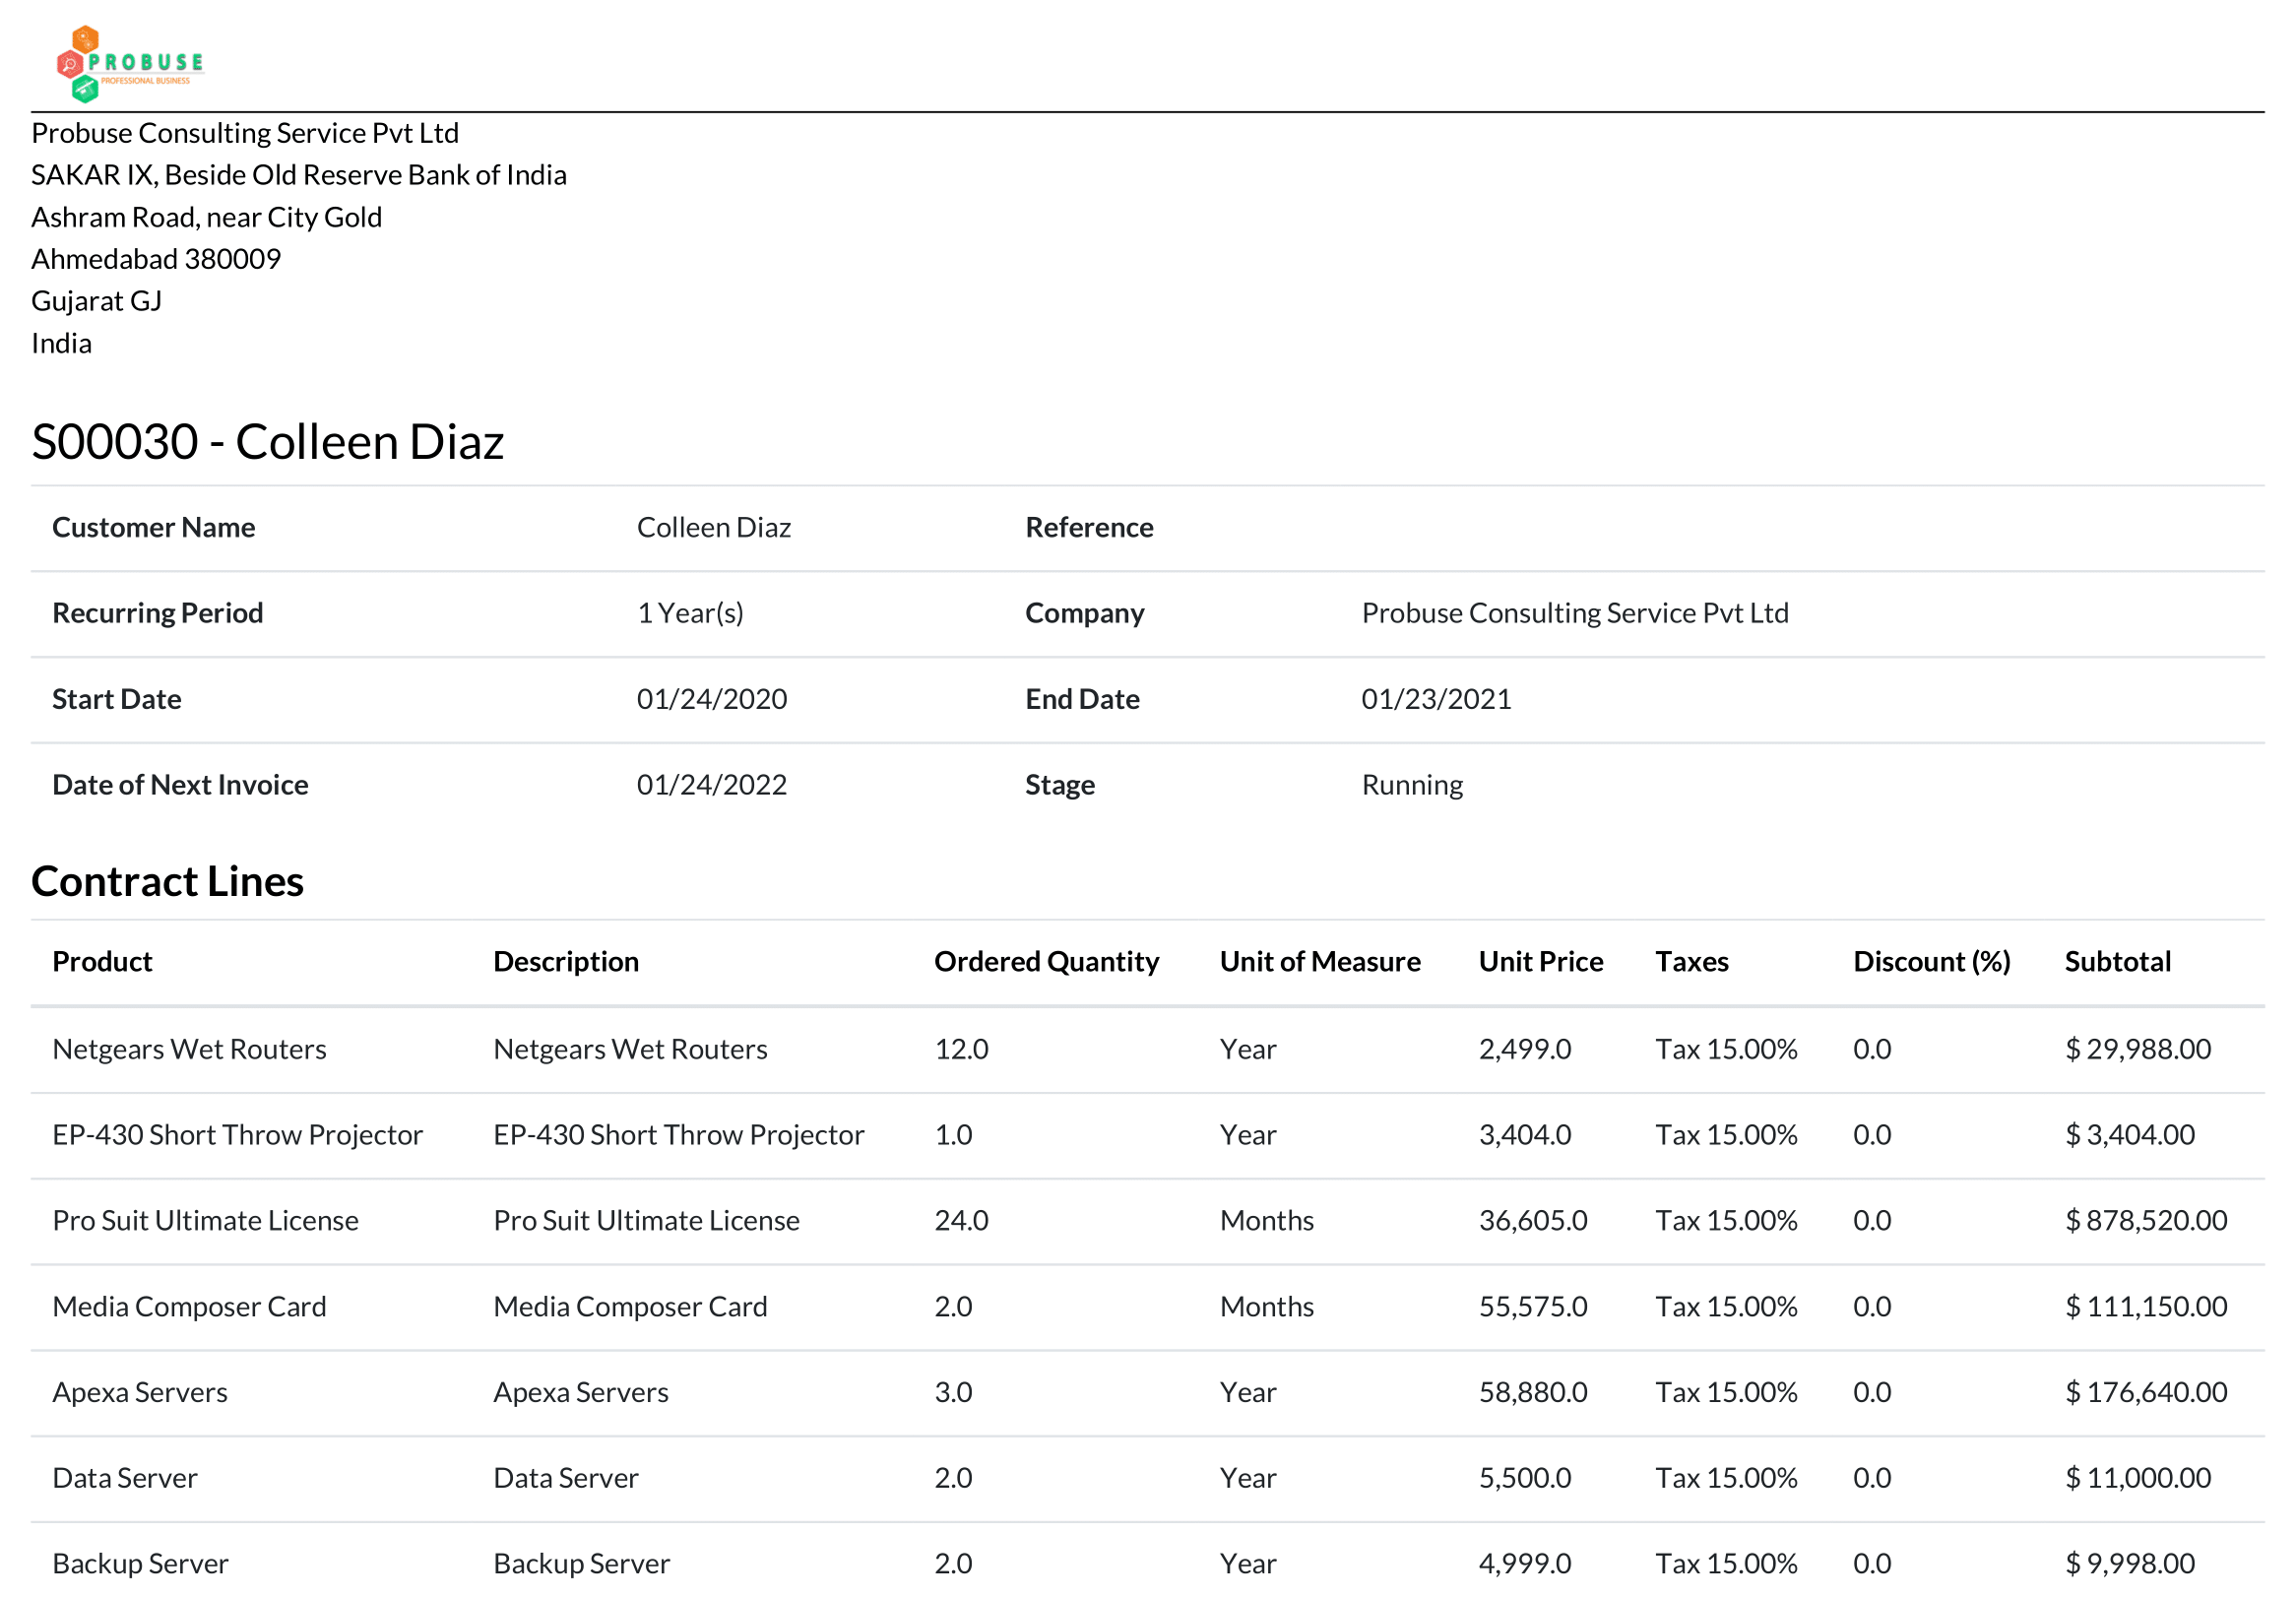 PROBUSE
PROFESSIONAL BUSINESS
Probuse Consulting Service Pvt Ltd
SAKAR IX, Beside Old Reserve Bank of India
Ashram Road, near City Gold
Ahmedabad 380009
Gujarat GJ
India
S00030 - Colleen Diaz
Customer Name Colleen Diaz Reference
Recurring Period 1 Year(s) Company Probuse Consulting Service Pvt Ltd
Start Date 01/24/2020 End Date 01/23/2021
Date of Next Invoice 01/24/2022 Stage Running
Contract Lines
Product Description Ordered Quantity Unit of Measure Unit Price Taxes Discount (%) Subtotal
Netgears Wet Routers Netgears Wet Routers 12.0 Year 2,499.0 Tax 15.00% 0.0 $ 29,988.00
EP-430 Short Throw Projector EP-430 Short Throw Projector 1.0 Year 3,404.0 Tax 15.00% 0.0 $ 3,404.00
Pro Suit Ultimate License Pro Suit Ultimate License 24.0 Months 36,605.0 Tax 15.00% 0.0 $ 878,520.00
Media Composer Card Media Composer Card 2.0 Months 55,575.0 Tax 15.00% 0.0 $ 111,150.00
Apexa Servers Apexa Servers 3.0 Year 58,880.0 Tax 15.00% 0.0 $ 176,640.00
Data Server Data Server 2.0 Year 5,500.0 Tax 15.00% 0.0 $ 11,000.00
Backup Server Backup Server 2.0 Year 4,999.0 Tax 15.00% 0.0 $ 9,998.00